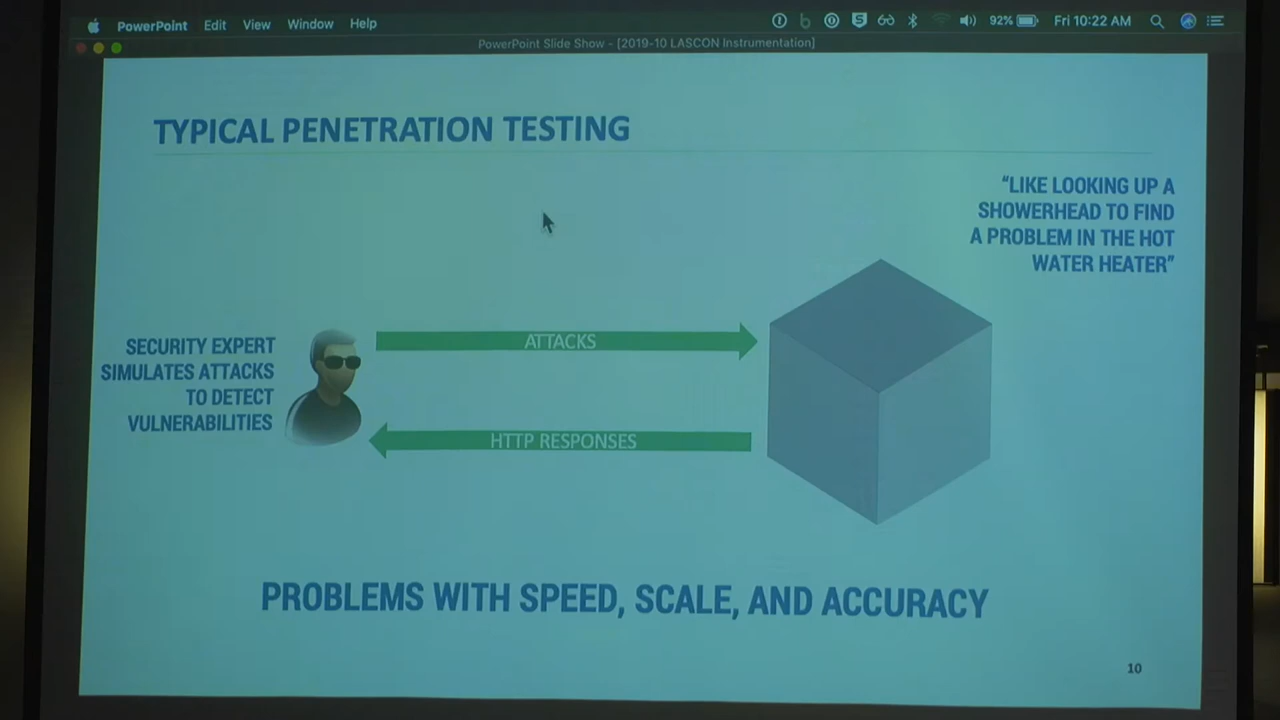 PowerPoint Edit View Window Help 92% Fri 10:22 AM
PowerPoint Slide Show - [2019-10 LASCON Instrumentation]
TYPICAL PENETRATION TESTING
“LIKE LOOKING UP A
SHOWERHEAD TO FIND
A PROBLEM IN THE HOT
WATER HEATER”
SECURITY EXPERT
SIMULATES ATTACKS
TO DETECT
VULNERABILITIES
ATTACKS
HTTP RESPONSES
PROBLEMS WITH SPEED, SCALE, AND ACCURACY
10